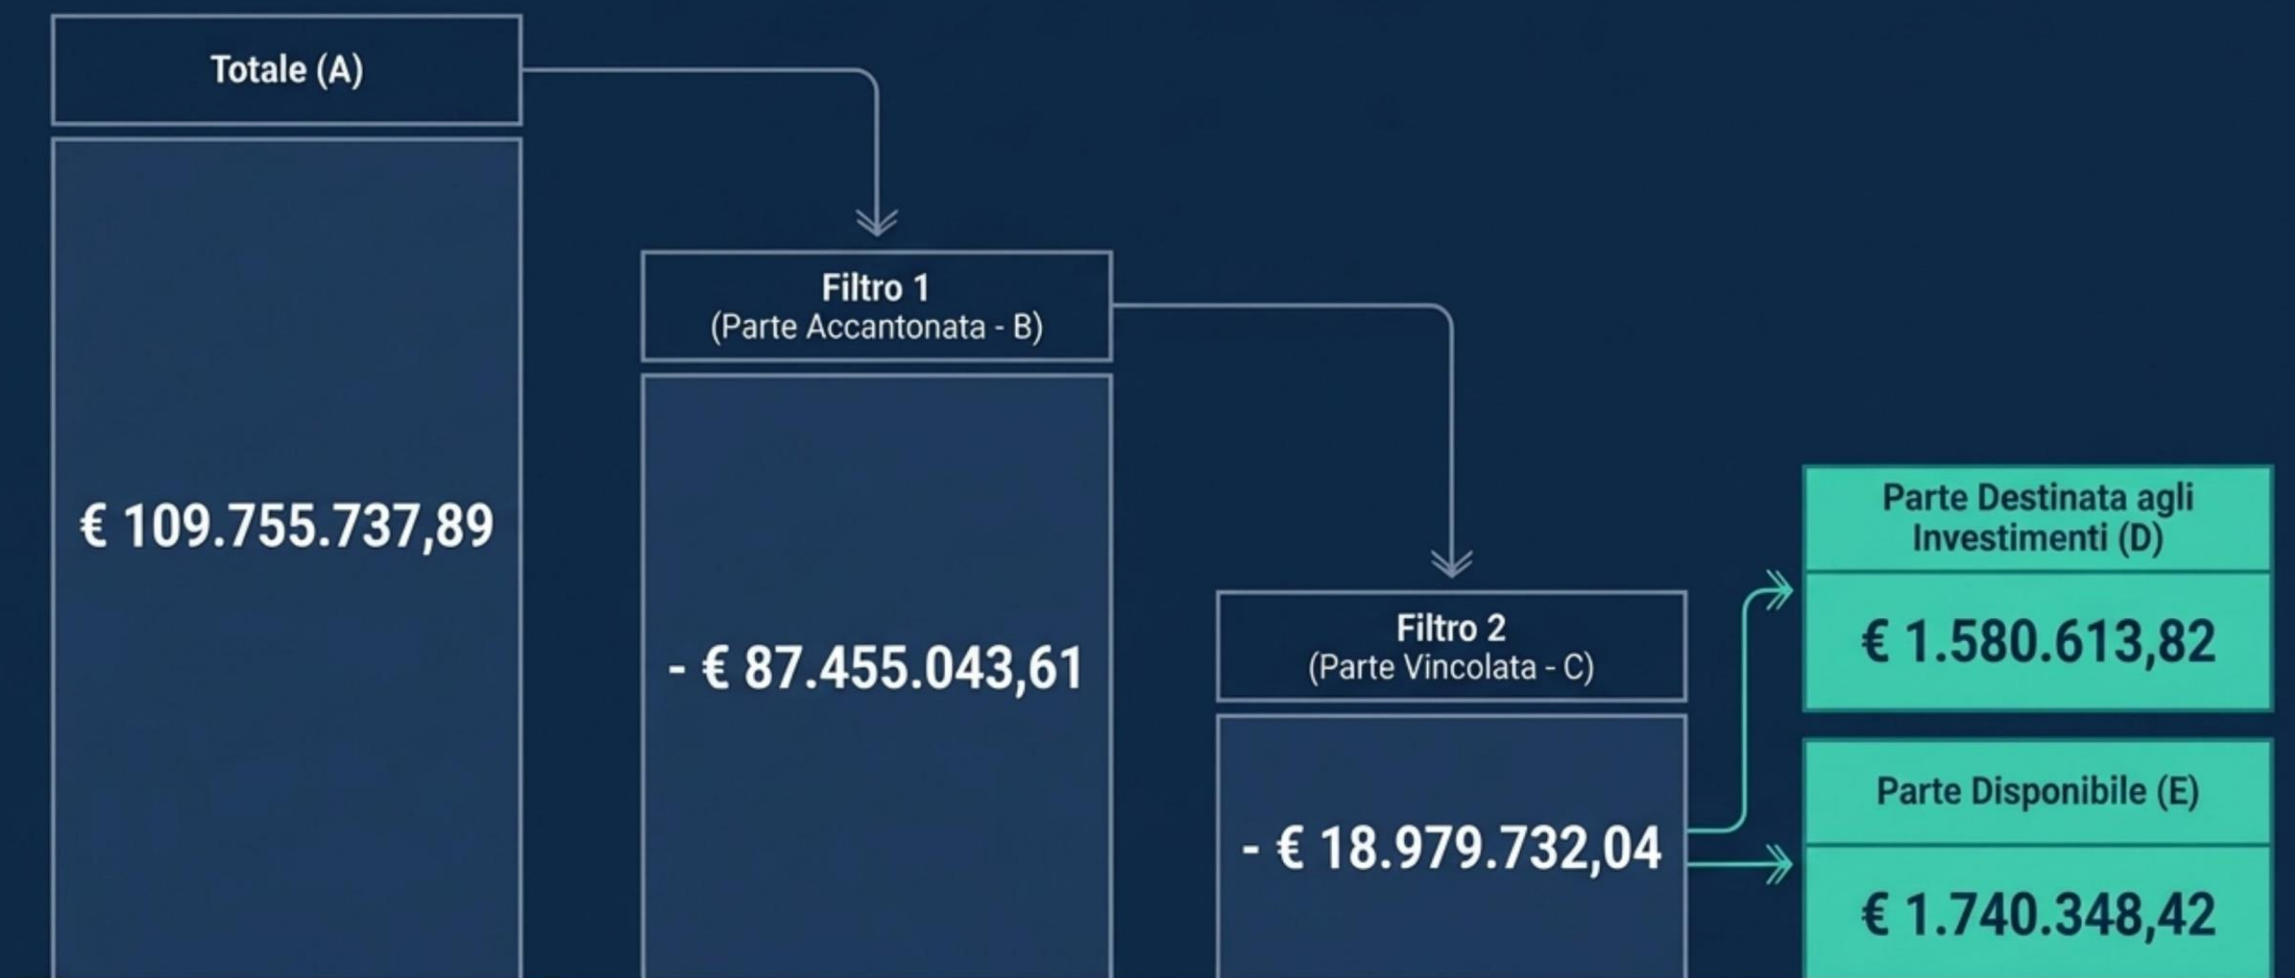 Totale (A)
€ 109.755.737,89
Filtro 1
(Parte Accantonata - B)
- € 87.455.043,61
Filtro 2
(Parte Vincolata - C)
- € 18.979.732,04
Parte Destinata agli
Investimenti (D)
€ 1.580.613,82
Parte Disponibile (E)
€ 1.740.348,42